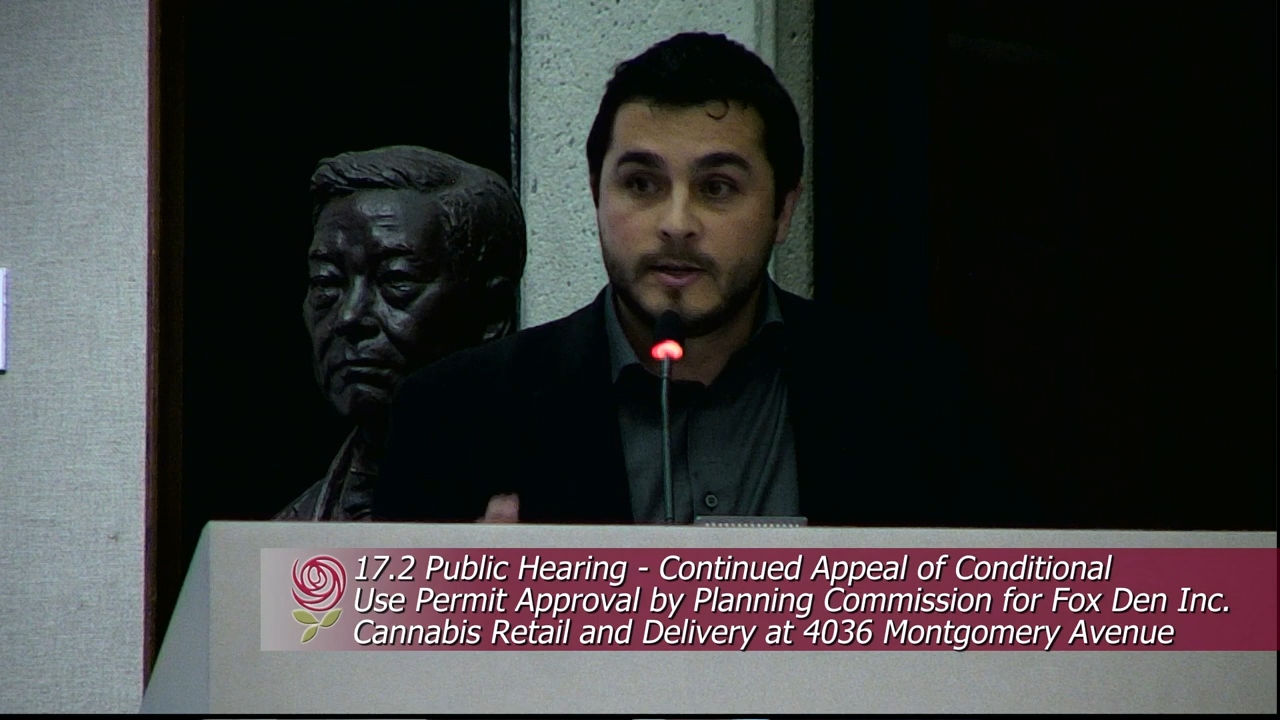 17.2 Public Hearing - Continued Appeal of Conditional
Use Permit Approval by Planning Commission for Fox Den Inc.
Cannabis Retail and Delivery at 4036 Montgomery Avenue